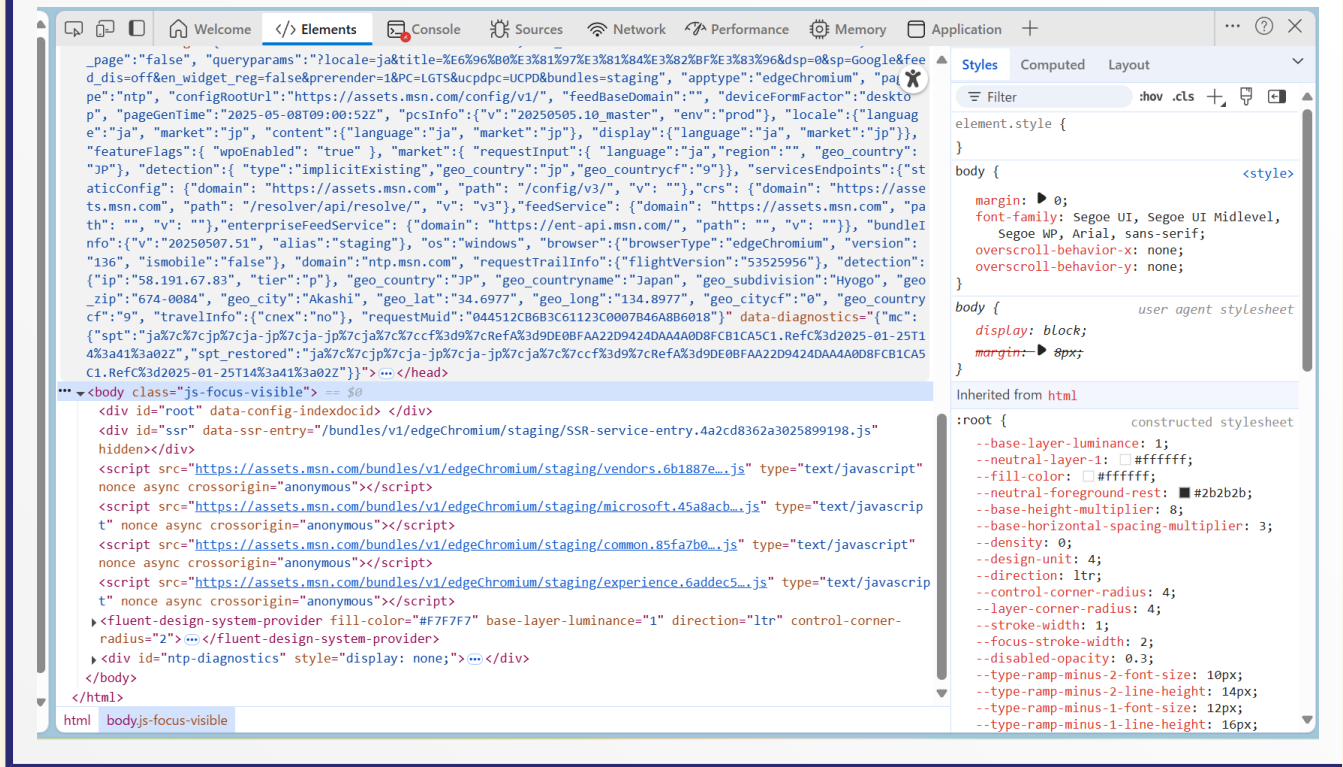 Welcome
</> Elements
Console
Sources
Network
Performance
Memory
Application
_page":"false", "queryparams":"?locale=ja&title=%E6%96%B0%E3%81%97%E3%81%84%E3%82%BF%E3%83%96&dsp=0&sp=Google&fee
d_dis=off&en_widget_reg=false&prerender=1&PC=LGTS&ucpdpc=UCPD&bundles=staging", "apptype":"edgeChromium",
pe":"ntp", "configRootUrl":"https://assets.msn.com/config/v1/", "feedBaseDomain":"", "deviceFormFactor":"deskto
p", "pageGenTime":"2025-05-08T09:00:52Z", "pcsInfo":{"v":"20250505.10_master", "env":"prod"}, "locale":{"languag
e":"ja", "market":"jp"}, "content":{"language":"ja", "market":"jp"}, "display":{"language":"ja", "market":"jp"}},
"featureFlags":{ "wpoEnabled": "true" }, "market":{ "requestInput":{ "language":"ja","region":"", "geo_country":
"JP"}, "detection":{ "type":"implicitExisting","geo_country":"jp","geo_countrycf":"9"}}, "servicesEndpoints":{"st
aticConfig": {"domain": "https://assets.msn.com", "path": "/config/v3/", "v": ""},"crs": {"domain": "https://asse
ts.msn.com", "path": "/resolver/api/resolve/", "v": "v3"},"feedService": {"domain": "https://assets.msn.com", "pa
th": "", "v": ""},"enterpriseFeedService": {"domain": "https://ent-api.msn.com/", "path": "", "v": ""}}, "bundleI
nfo":{"v":"20250507.51", "alias":"staging"}, "os":"windows", "browser":{"browserType":"edgeChromium", "version":
"136", "ismobile":"false"}, "domain":"ntp.msn.com", "requestTrailInfo":{"flightVersion":"53525956"}, "detection":
{"ip":"58.191.67.83", "tier":"p"}, "geo_country":"JP", "geo_countryname":"Japan", "geo_subdivision":"Hyogo", "geo
_zip":"674-0084", "geo_city":"Akashi", "geo_lat":"34.6977", "geo_long":"134.8977", "geo_citycf":"0", "geo_country
cf":"9", "travelInfo":{"cnex":"no"}, "requestMuid":"044512CB6B3C61123C0007B46A8B6018"}" data-diagnostics="{"mc":
{"spt":"ja%7c%7cjp%7cja-jp%7cja-jp%7cja%7c%7ccf%3d9%7cRefA%3d9DE0BFAA22D9424DAA4A0D8FCB1CA5C1.RefC%3d2025-01-25T1
4%3a41%3a02Z","spt_restored":"ja%7c%7cjp%7cja-jp%7cja-jp%7cja%7c%7ccf%3d9%7cRefA%3d9DE0BFAA22D9424DAA4A0D8FCB1CA5
C1.RefC%3d2025-01-25T14%3a41%3a02Z"}}">…</head>
<body class="js-focus-visible"> == $0
<div id="root" data-config-indexdocid> </div>
<div id="ssr" data-ssr-entry="/bundles/v1/edgeChromium/staging/SSR-service-entry.4a2cd8362a3025899198.js"
hidden></div>
<script src="https://assets.msn.com/bundles/v1/edgeChromium/staging/vendors.6b1887e….js" type="text/javascript"
nonce async crossorigin="anonymous"></script>
<script src="https://assets.msn.com/bundles/v1/edgeChromium/staging/microsoft.45a8acb….js" type="text/javascrip
t" nonce async crossorigin="anonymous"></script>
<script src="https://assets.msn.com/bundles/v1/edgeChromium/staging/common.85fa7b0….js" type="text/javascript"
nonce async crossorigin="anonymous"></script>
<script src="https://assets.msn.com/bundles/v1/edgeChromium/staging/experience.6addec5….js" type="text/javascrip
t" nonce async crossorigin="anonymous"></script>
<fluent-design-system-provider fill-color="#F7F7F7" base-layer-luminance="1" direction="ltr" control-corner-
radius="2">…</fluent-design-system-provider>
<div id="ntp-diagnostics" style="display: none;">…</div>
</body>
</html>
html body.js-focus-visible
Styles Computed Layout
Filter :hov .cls
element.style {
}
body { <style>
margin: 0;
font-family: Segoe UI, Segoe UI Midlevel,
Segoe WP, Arial, sans-serif;
overscroll-behavior-x: none;
overscroll-behavior-y: none;
}
body { user agent stylesheet
display: block;
margin: 8px;
}
Inherited from html
:root { constructed stylesheet
--base-layer-luminance: 1;
--neutral-layer-1: #ffffff;
--fill-color: #ffffff;
--neutral-foreground-rest: #2b2b2b;
--base-height-multiplier: 8;
--base-horizontal-spacing-multiplier: 3;
--density: 0;
--design-unit: 4;
--direction: ltr;
--control-corner-radius: 4;
--layer-corner-radius: 4;
--stroke-width: 1;
--focus-stroke-width: 2;
--disabled-opacity: 0.3;
--type-ramp-minus-2-font-size: 10px;
--type-ramp-minus-2-line-height: 14px;
--type-ramp-minus-1-font-size: 12px;
--type-ramp-minus-1-line-height: 16px;